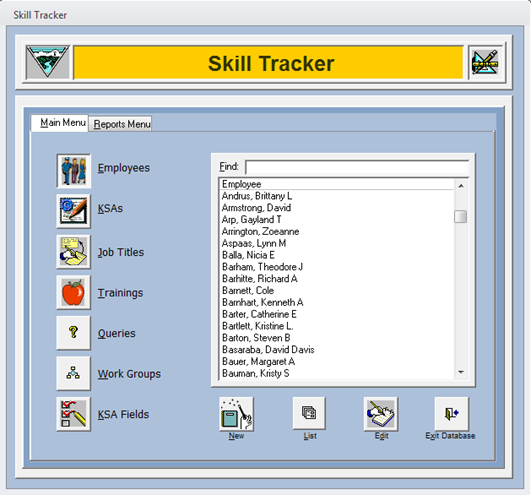 Skill Tracker
Skill Tracker
Main Menu
Reports Menu
Employees
KSAs
Job Titles
Trainings
Queries
Work Groups
KSA Fields
Find:
Employee
Andrus, Brittany L
Armstrong, David
Arp, Gayland T
Arrington, Zoeanne
Aspaas, Lynn M
Balla, Nicia E
Barham, Theodore J
Barhitte, Richard A
Barnett, Cole
Barnhart, Kenneth A
Barter, Catherine E
Bartlett, Kristine L.
Barton, Steven B
Basaraba, David Davis
Bauer, Margaret A
Bauman, Kristy S
New
List
Edit
Exit Database